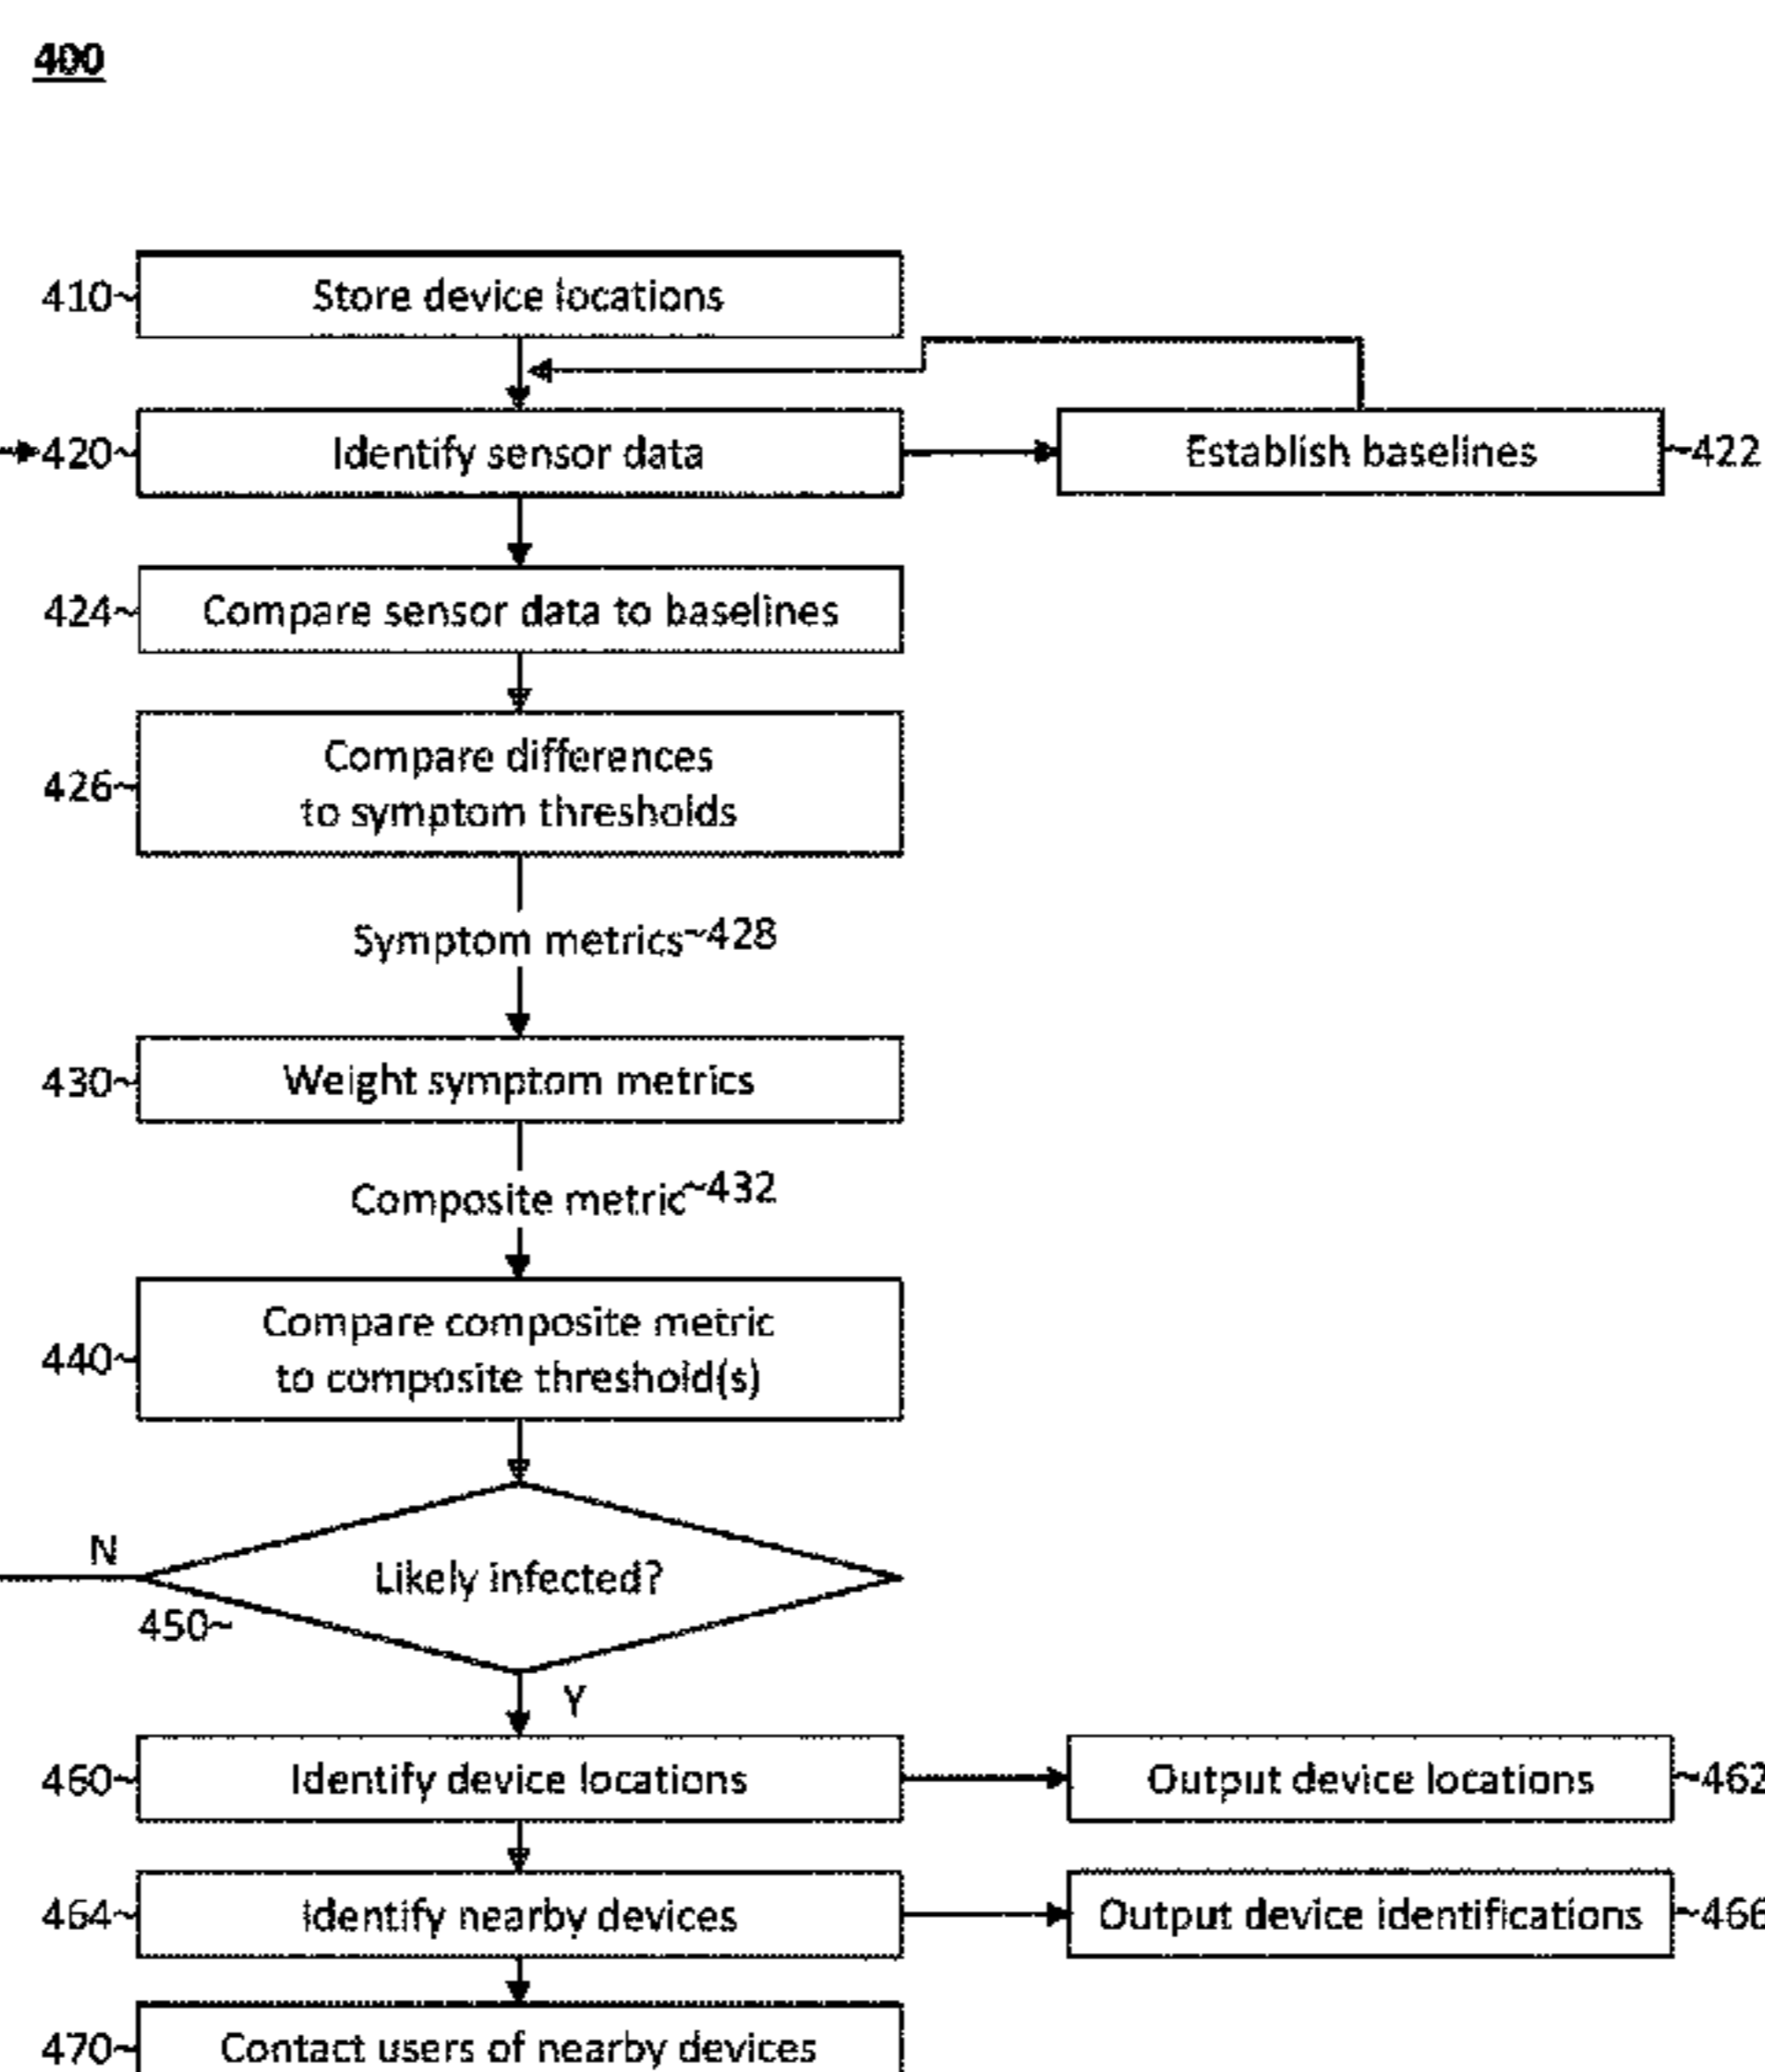 400
410~ Store device locations
420~ Identify sensor data
Establish baselines ~422
424~ Compare sensor data to baselines
426~ Compare differences
to symptom thresholds
Symptom metrics~428
430~ Weight symptom metrics
Composite metric~432
440~ Compare composite metric
to composite threshold(s)
N
Likely infected?
450~
Y
460~ Identify device locations
Output device locations ~462
464~ Identify nearby devices
Output device identifications ~466
470~ Contact users of nearby devices